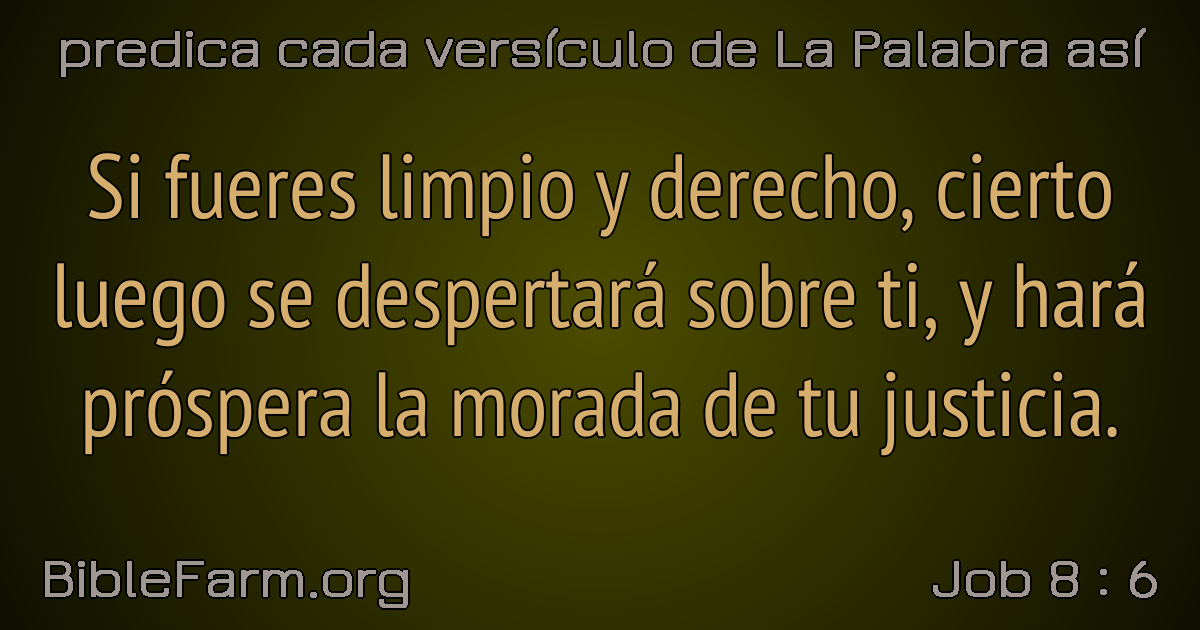 predica cada versículo de La Palabra así
Si fueres limpio y derecho, cierto
luego se despertará sobre ti, y hará
próspera la morada de tu justicia.
BibleFarm.org
Job 8 : 6